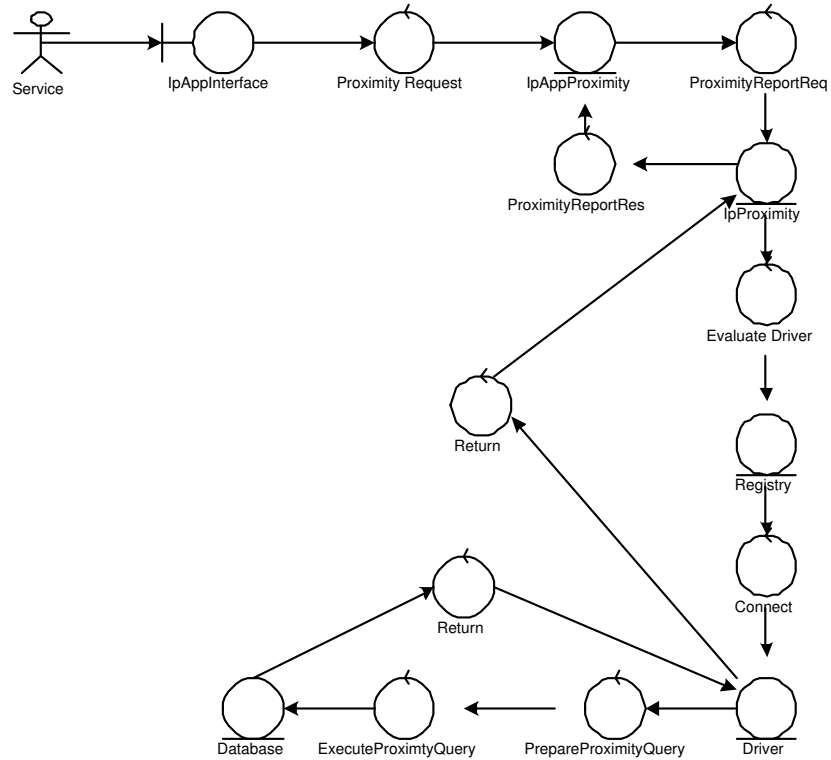 Service
IpAppInterface
Proximity Request
IpAppProximity
ProximityReportReq
ProximityReportRes
IpProximity
Evaluate Driver
Return
Registry
Connect
Return
Database
ExecuteProximtyQuery
PrepareProximityQuery
Driver